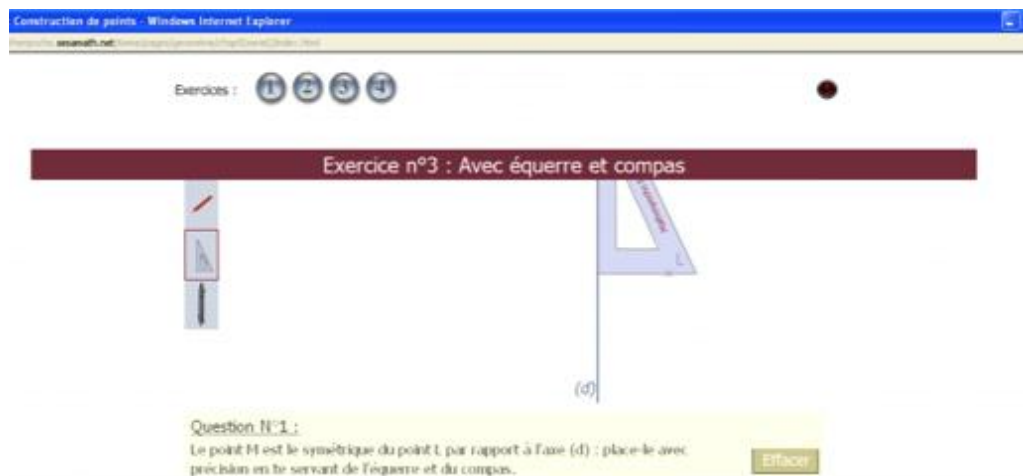 Construction de points - Windows Internet Explorer
sesamath.net
Exercices : 1 2 3 4
Exercice n°3 : Avec équerre et compas
(d)
Question N°1 :
Le point M est le symétrique du point L par rapport à l'axe (d) : place-le avec
précision en te servant de l'équerre et du compas.
Effacer